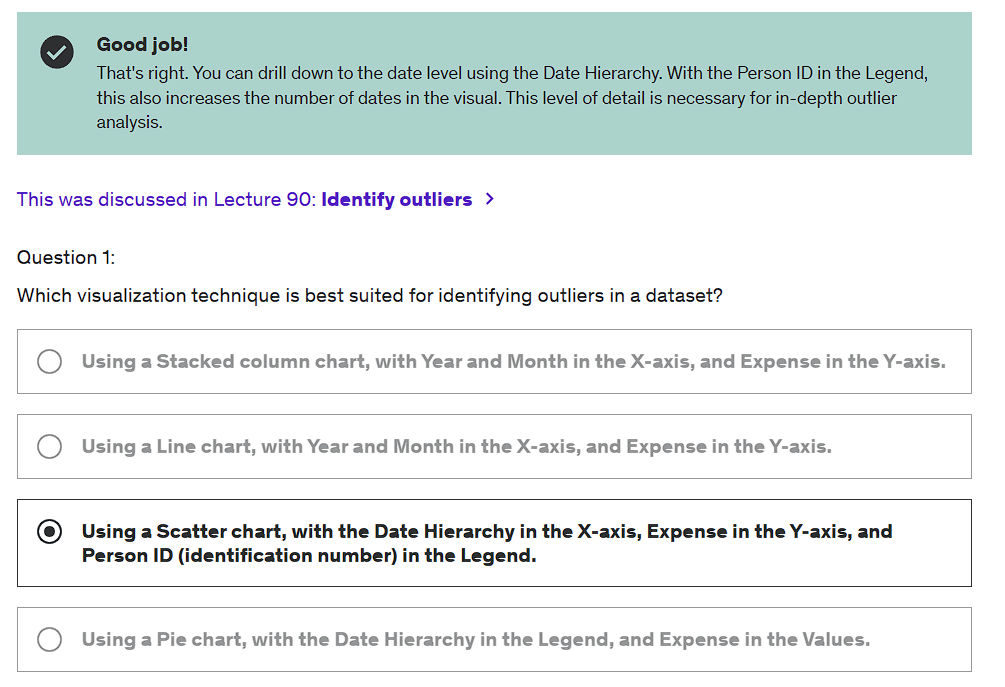 Good job!
That's right. You can drill down to the date level using the Date Hierarchy. With the Person ID in the Legend,
this also increases the number of dates in the visual. This level of detail is necessary for in-depth outlier
analysis.
This was discussed in Lecture 90: Identify outliers >
Question 1:
Which visualization technique is best suited for identifying outliers in a dataset?
Using a Stacked column chart, with Year and Month in the X-axis, and Expense in the Y-axis.
Using a Line chart, with Year and Month in the X-axis, and Expense in the Y-axis.
Using a Scatter chart, with the Date Hierarchy in the X-axis, Expense in the Y-axis, and
Person ID (identification number) in the Legend.
Using a Pie chart, with the Date Hierarchy in the Legend, and Expense in the Values.